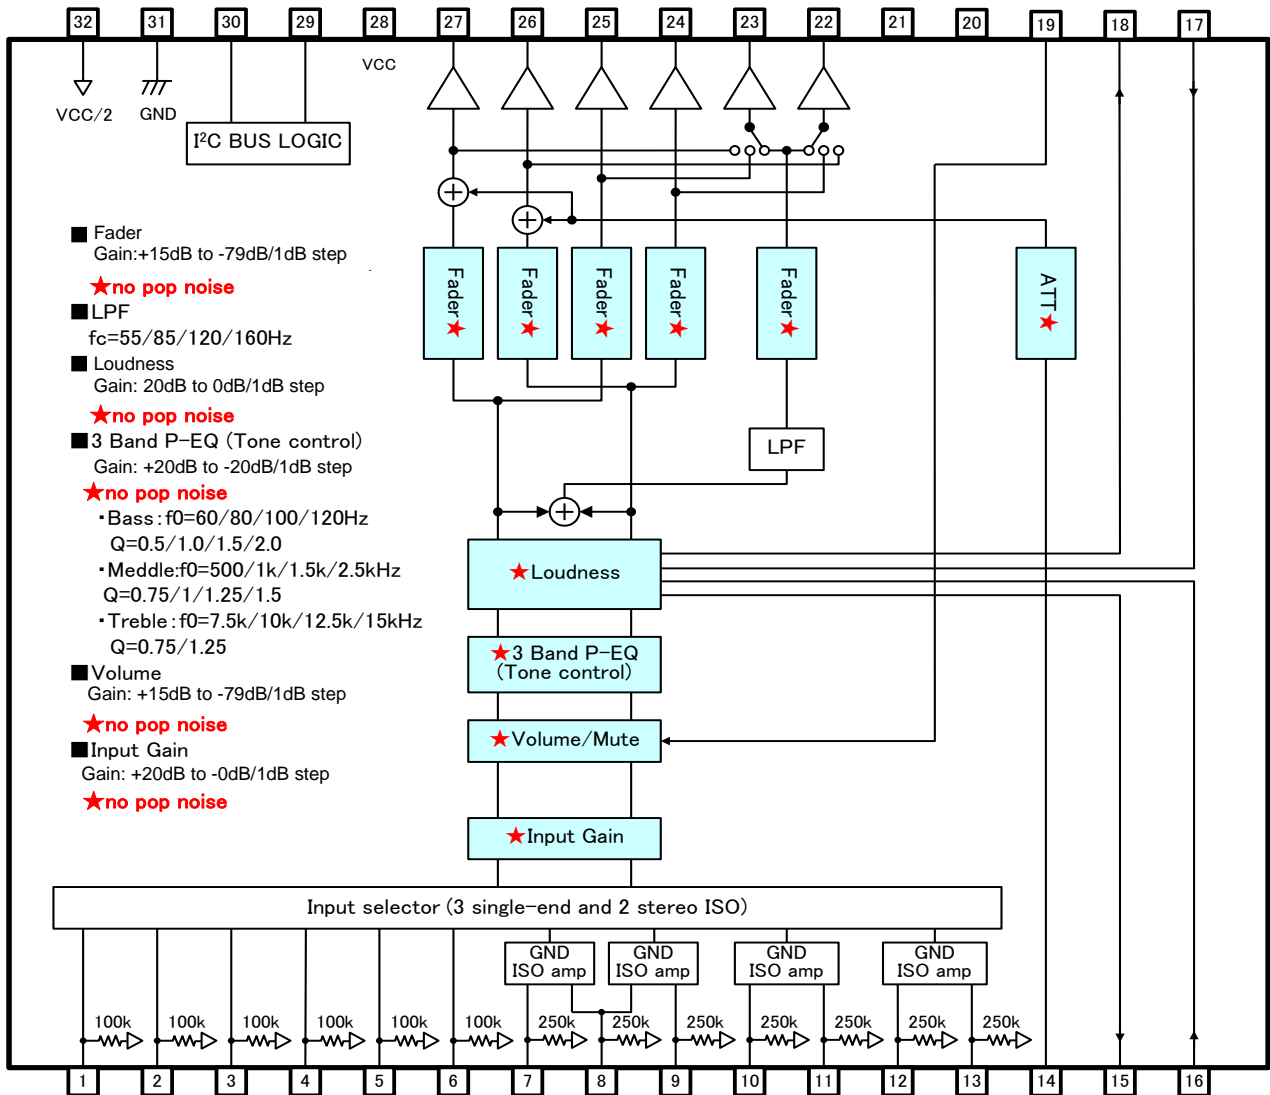 32 31 30 29 28 27 26 25 24 23 22 21 20 19 18 17
VCC
VCC/2
GND
I²C BUS LOGIC
■ Fader
Gain:+15dB to -79dB/1dB step
★no pop noise
■LPF
fc=55/85/120/160Hz
■ Loudness
Gain: 20dB to 0dB/1dB step
★no pop noise
■3 Band P-EQ (Tone control)
Gain: +20dB to -20dB/1dB step
★no pop noise
・Bass:f0=60/80/100/120Hz
Q=0.5/1.0/1.5/2.0
・Meddle:f0=500/1k/1.5k/2.5kHz
Q=0.75/1/1.25/1.5
・Treble:f0=7.5k/10k/12.5k/15kHz
Q=0.75/1.25
■Volume
Gain: +15dB to -79dB/1dB step
★no pop noise
■Input Gain
Gain: +20dB to -0dB/1dB step
★no pop noise
Fader★
Fader★
Fader★
Fader★
Fader★
ATT★
LPF
★Loudness
★3 Band P-EQ
(Tone control)
★Volume/Mute
★Input Gain
Input selector (3 single-end and 2 stereo ISO)
GND
ISO amp
GND
ISO amp
GND
ISO amp
GND
ISO amp
100k 100k 100k 100k 100k 100k 250k 250k 250k 250k 250k 250k 250k
1 2 3 4 5 6 7 8 9 10 11 12 13 14 15 16